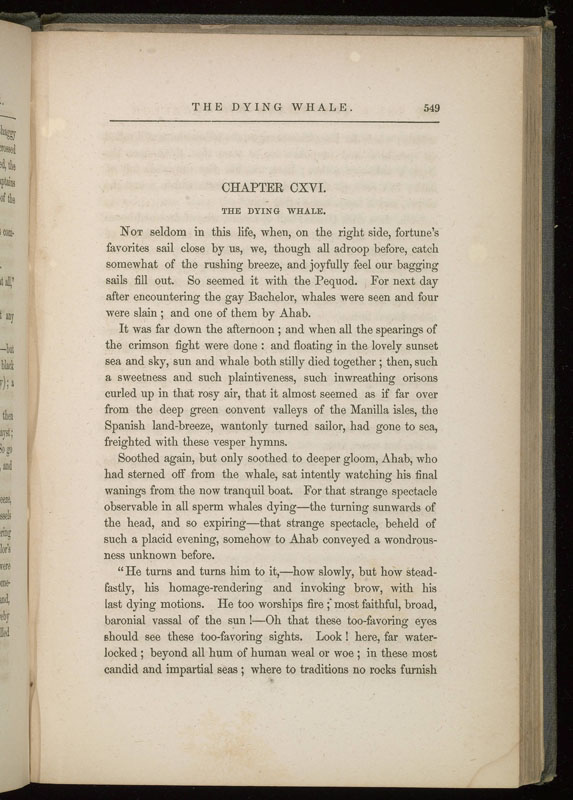 THE DYING WHALE. 549
CHAPTER CXVI.
THE DYING WHALE.
NOT seldom in this life, when, on the right side, fortune's
favorites sail close by us, we, though all adroop before, catch
somewhat of the rushing breeze, and joyfully feel our bagging
sails fill out. So seemed it with the Pequod. For next day
after encountering the gay Bachelor, whales were seen and four
were slain; and one of them by Ahab.
It was far down the afternoon; and when all the spearings of
the crimson fight were done: and floating in the lovely sunset
sea and sky, sun and whale both stilly died together; then, such
a sweetness and such plaintiveness, such inwreathing orisons
curled up in that rosy air, that it almost seemed as if far over
from the deep green convent valleys of the Manilla isles, the
Spanish land-breeze, wantonly turned sailor, had gone to sea,
freighted with these vesper hymns.
Soothed again, but only soothed to deeper gloom, Ahab, who
had sterned off from the whale, sat intently watching his final
wanings from the now tranquil boat. For that strange spectacle
observable in all sperm whales dying—the turning sunwards of
the head, and so expiring—that strange spectacle, beheld of
such a placid evening, somehow to Ahab conveyed a wondrous-
ness unknown before.
"He turns and turns him to it,—how slowly, but how stead-
fastly, his homage-rendering and invoking brow, with his
last dying motions. He too worships fire; most faithful, broad,
baronial vassal of the sun!—Oh that these too-favoring eyes
should see these too-favoring sights. Look! here, far water-
locked; beyond all hum of human weal or woe; in these most
candid and impartial seas; where to traditions no rocks furnish